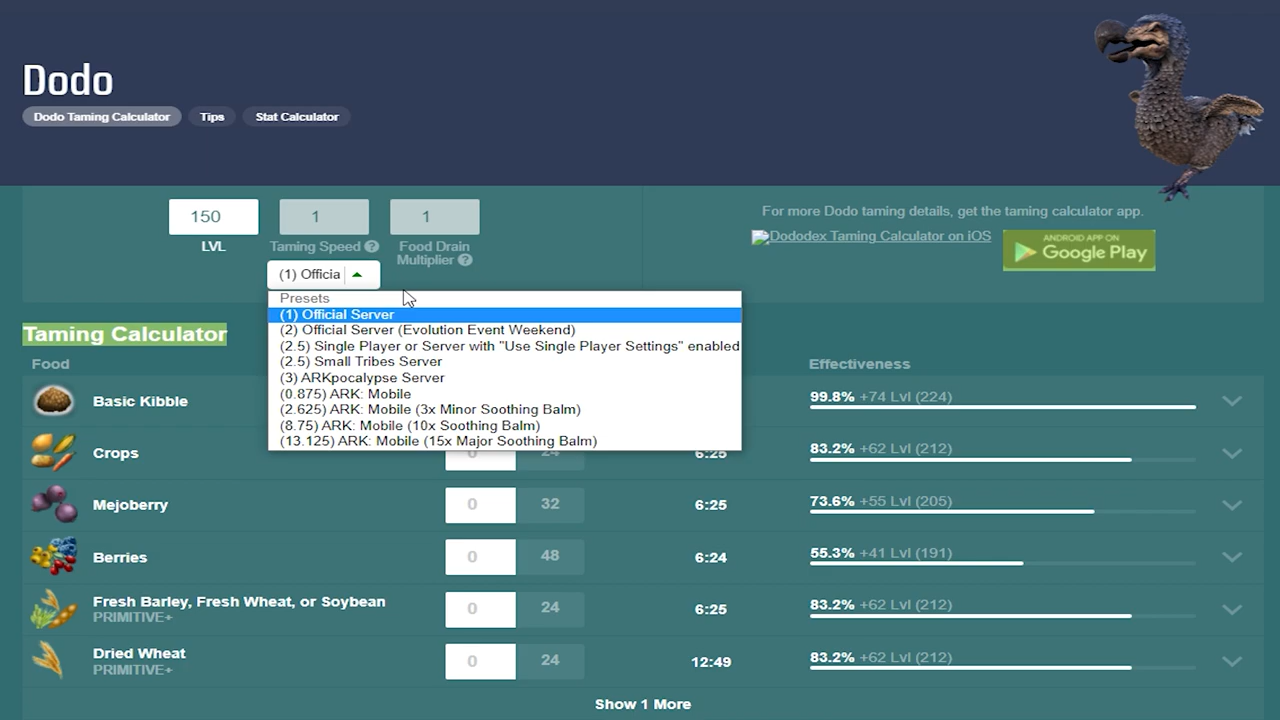 Dodo
Dodo Taming Calculator
Tips
Stat Calculator
150
1
1
LVL
Taming Speed ?
Food Drain
Multiplier ?
(1) Officia
For more Dodo taming details, get the taming calculator app.
Dododex Taming Calculator on iOS
ANDROID APP ON
Google Play
Presets
(1) Official Server
(2) Official Server (Evolution Event Weekend)
(2.5) Single Player or Server with "Use Single Player Settings" enabled
(2.5) Small Tribes Server
(3) ARKpocalypse Server
(0.875) ARK: Mobile
(2.625) ARK: Mobile (3x Minor Soothing Balm)
(8.75) ARK: Mobile (10x Soothing Balm)
(13.125) ARK: Mobile (15x Major Soothing Balm)
Taming Calculator
Food
Effectiveness
Basic Kibble
99.8% +74 Lvl (224)
Crops
0
24
6:25
83.2% +62 Lvl (212)
Mejoberry
0
32
6:25
73.6% +55 Lvl (205)
Berries
0
48
6:24
55.3% +41 Lvl (191)
Fresh Barley, Fresh Wheat, or Soybean
PRIMITIVE+
0
24
6:25
83.2% +62 Lvl (212)
Dried Wheat
PRIMITIVE+
0
24
12:49
83.2% +62 Lvl (212)
Show 1 More